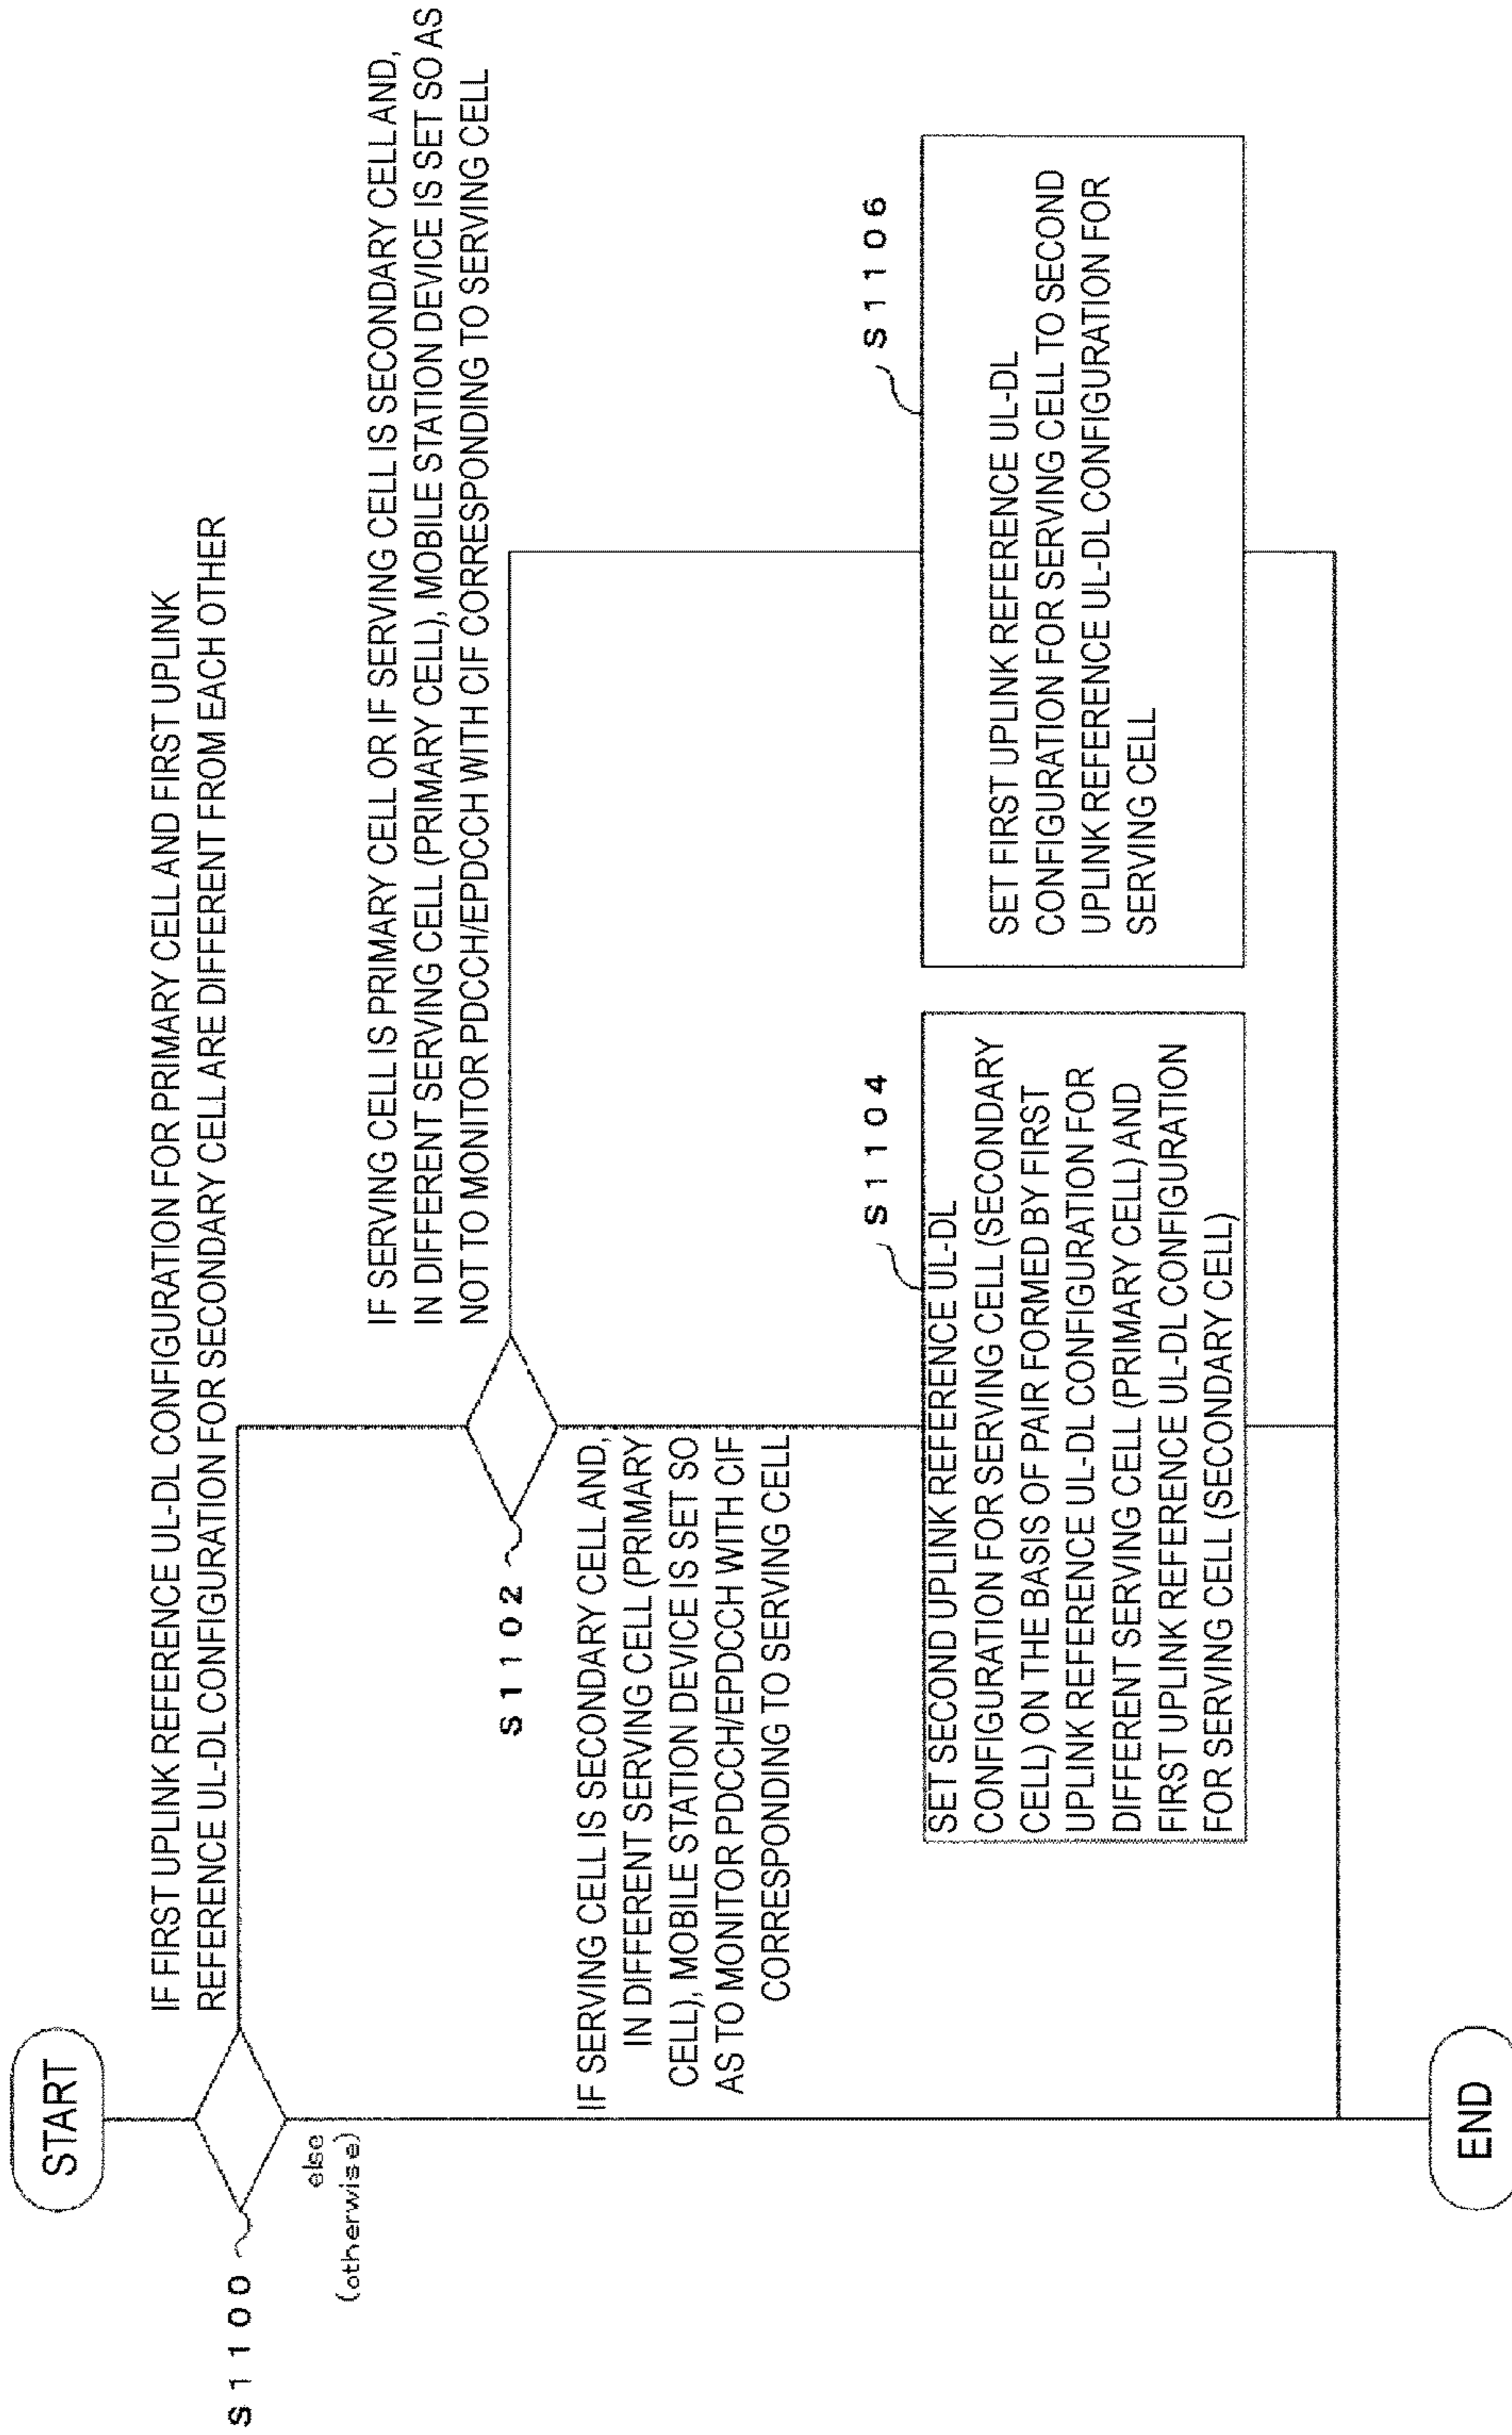 START
S1100
IF FIRST UPLINK REFERENCE UL-DL CONFIGURATION FOR PRIMARY CELL AND FIRST UPLINK
REFERENCE UL-DL CONFIGURATION FOR SECONDARY CELL ARE DIFFERENT FROM EACH OTHER
else
(otherwise)
S1102
IF SERVING CELL IS PRIMARY CELL OR IF SERVING CELL IS SECONDARY CELL AND,
IN DIFFERENT SERVING CELL (PRIMARY CELL), MOBILE STATION DEVICE IS SET SO AS
NOT TO MONITOR PDCCH/EPDCCH WITH CIF CORRESPONDING TO SERVING CELL
IF SERVING CELL IS SECONDARY CELL AND,
IN DIFFERENT SERVING CELL (PRIMARY
CELL), MOBILE STATION DEVICE IS SET SO
AS TO MONITOR PDCCH/EPDCCH WITH CIF
CORRESPONDING TO SERVING CELL
S1104
SET SECOND UPLINK REFERENCE UL-DL
CONFIGURATION FOR SERVING CELL (SECONDARY
CELL) ON THE BASIS OF PAIR FORMED BY FIRST
UPLINK REFERENCE UL-DL CONFIGURATION FOR
DIFFERENT SERVING CELL (PRIMARY CELL) AND
FIRST UPLINK REFERENCE UL-DL CONFIGURATION
FOR SERVING CELL (SECONDARY CELL)
S1106
SET FIRST UPLINK REFERENCE UL-DL
CONFIGURATION FOR SERVING CELL TO SECOND
UPLINK REFERENCE UL-DL CONFIGURATION FOR
SERVING CELL
END